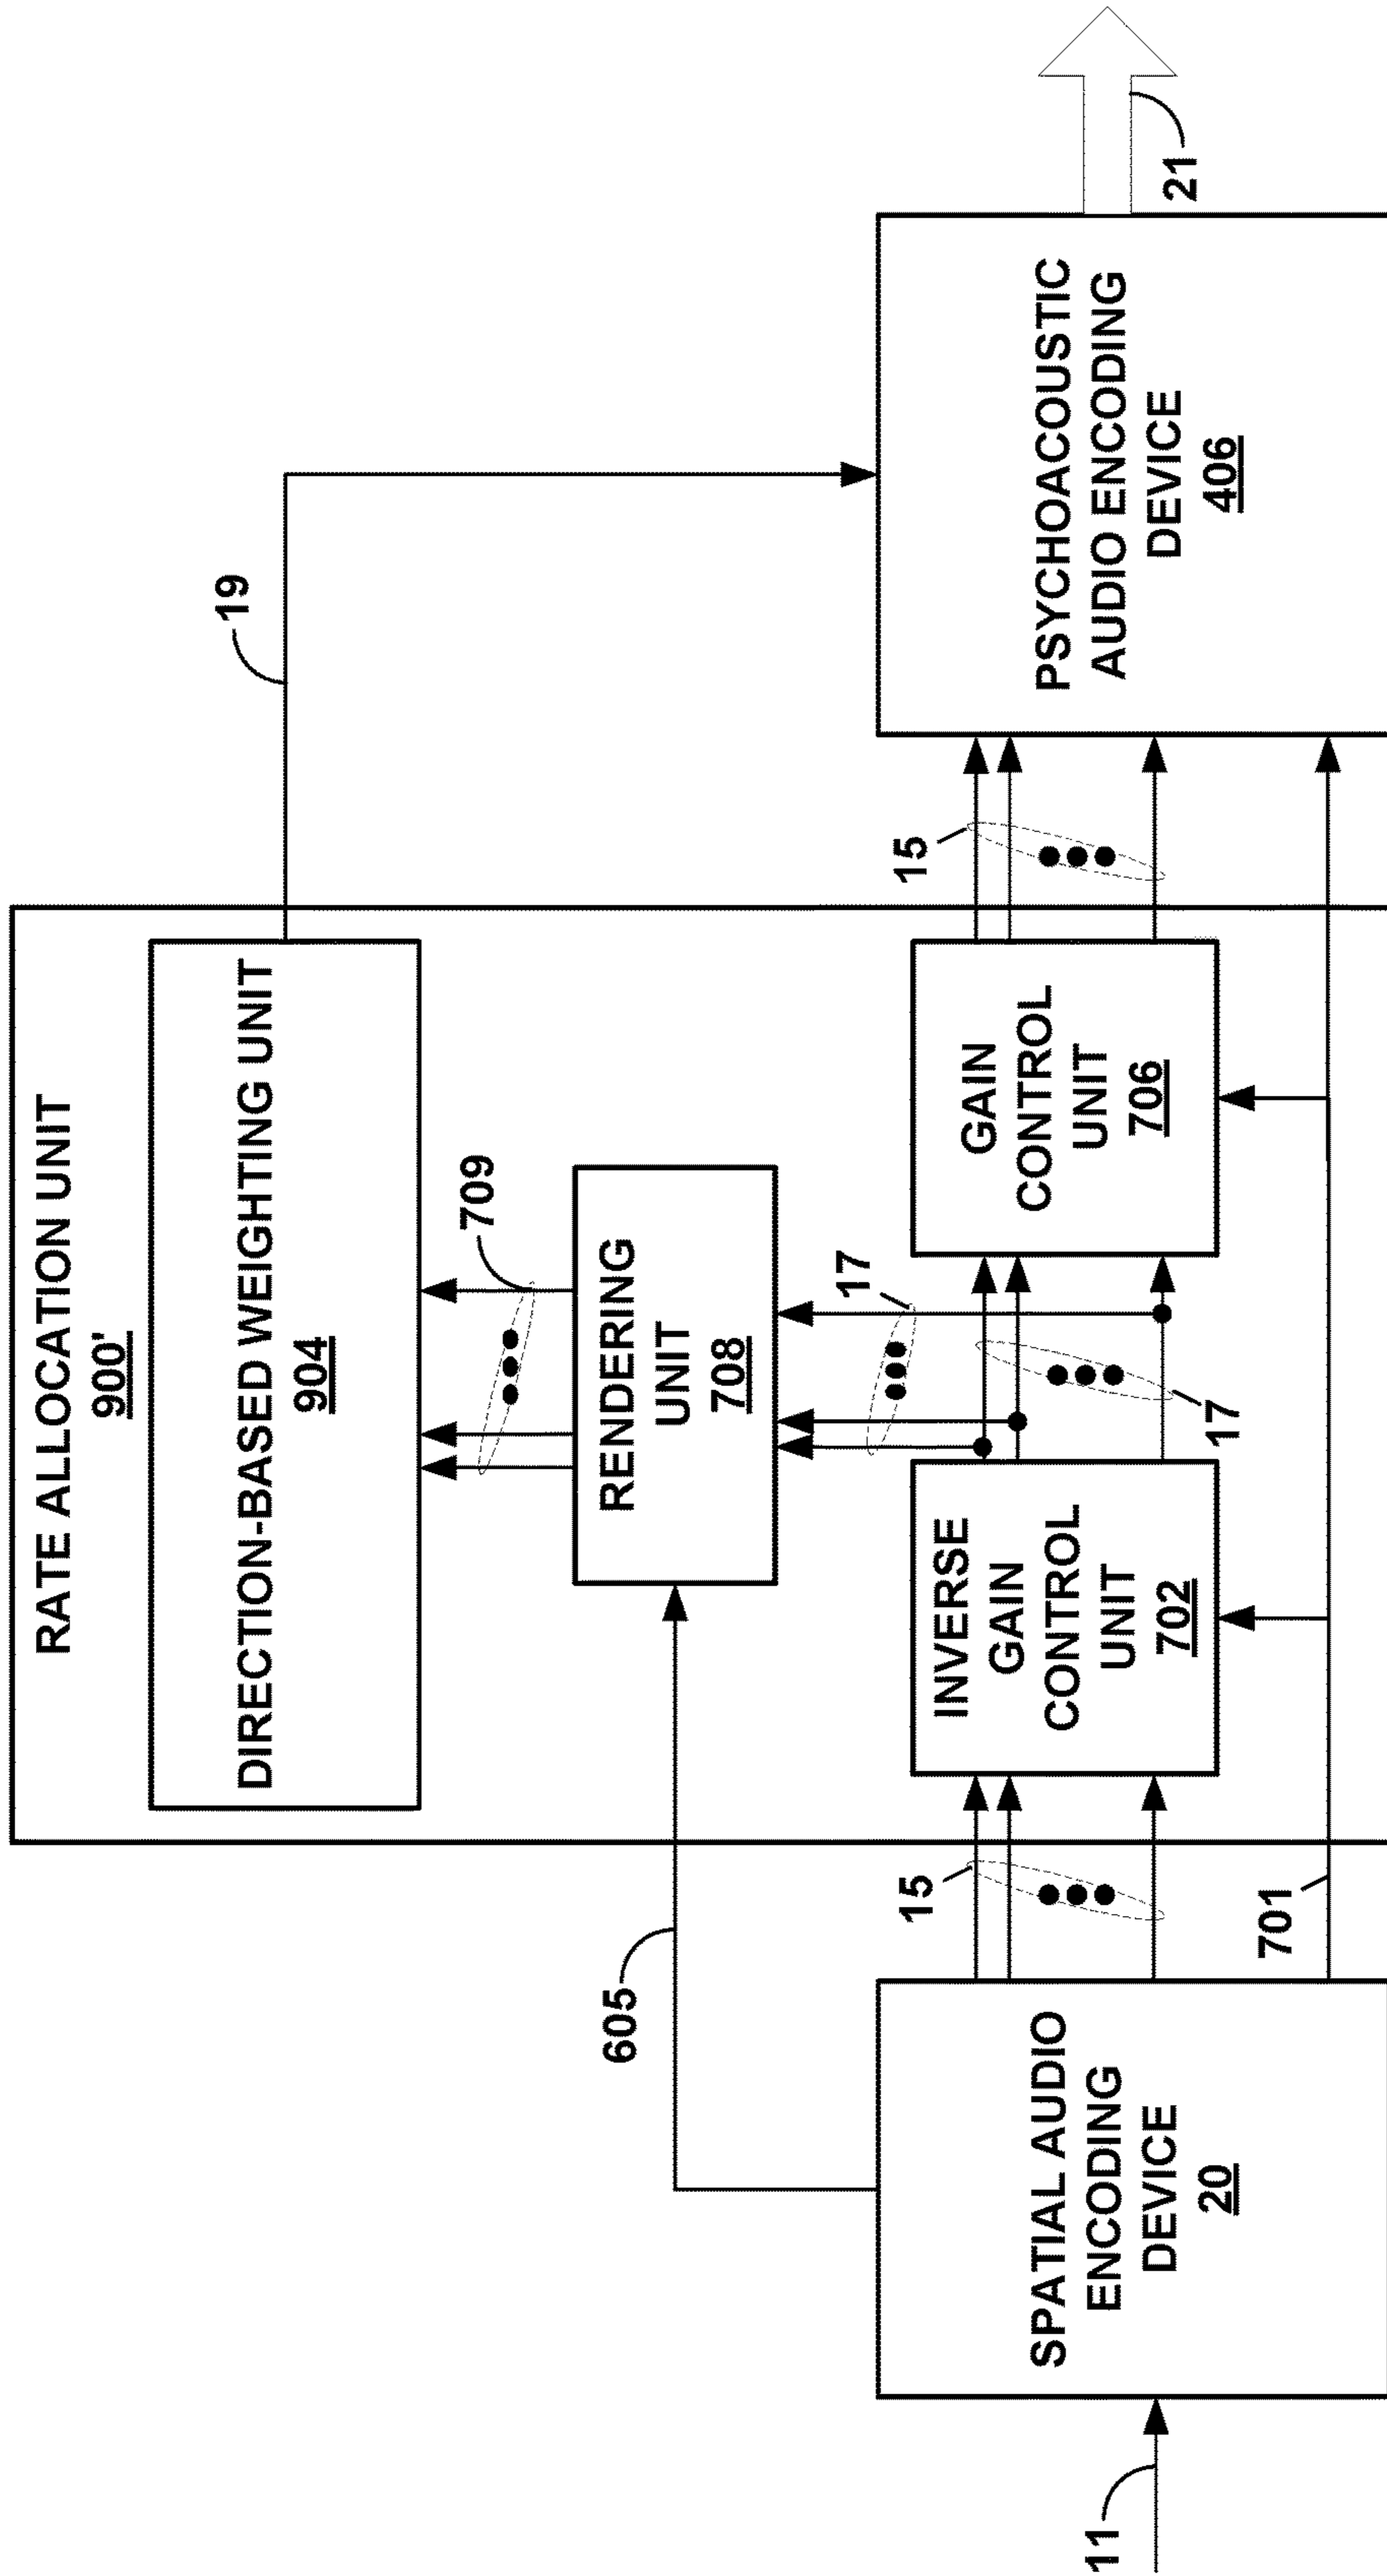 RATE ALLOCATION UNIT
900'
DIRECTION-BASED WEIGHTING UNIT
904
19
709
605
RENDERING
UNIT
708
17
17
11
SPATIAL AUDIO
ENCODING
DEVICE
20
15
701
INVERSE
GAIN
CONTROL
UNIT
702
GAIN
CONTROL
UNIT
706
15
PSYCHOACOUSTIC
AUDIO ENCODING
DEVICE
406
21